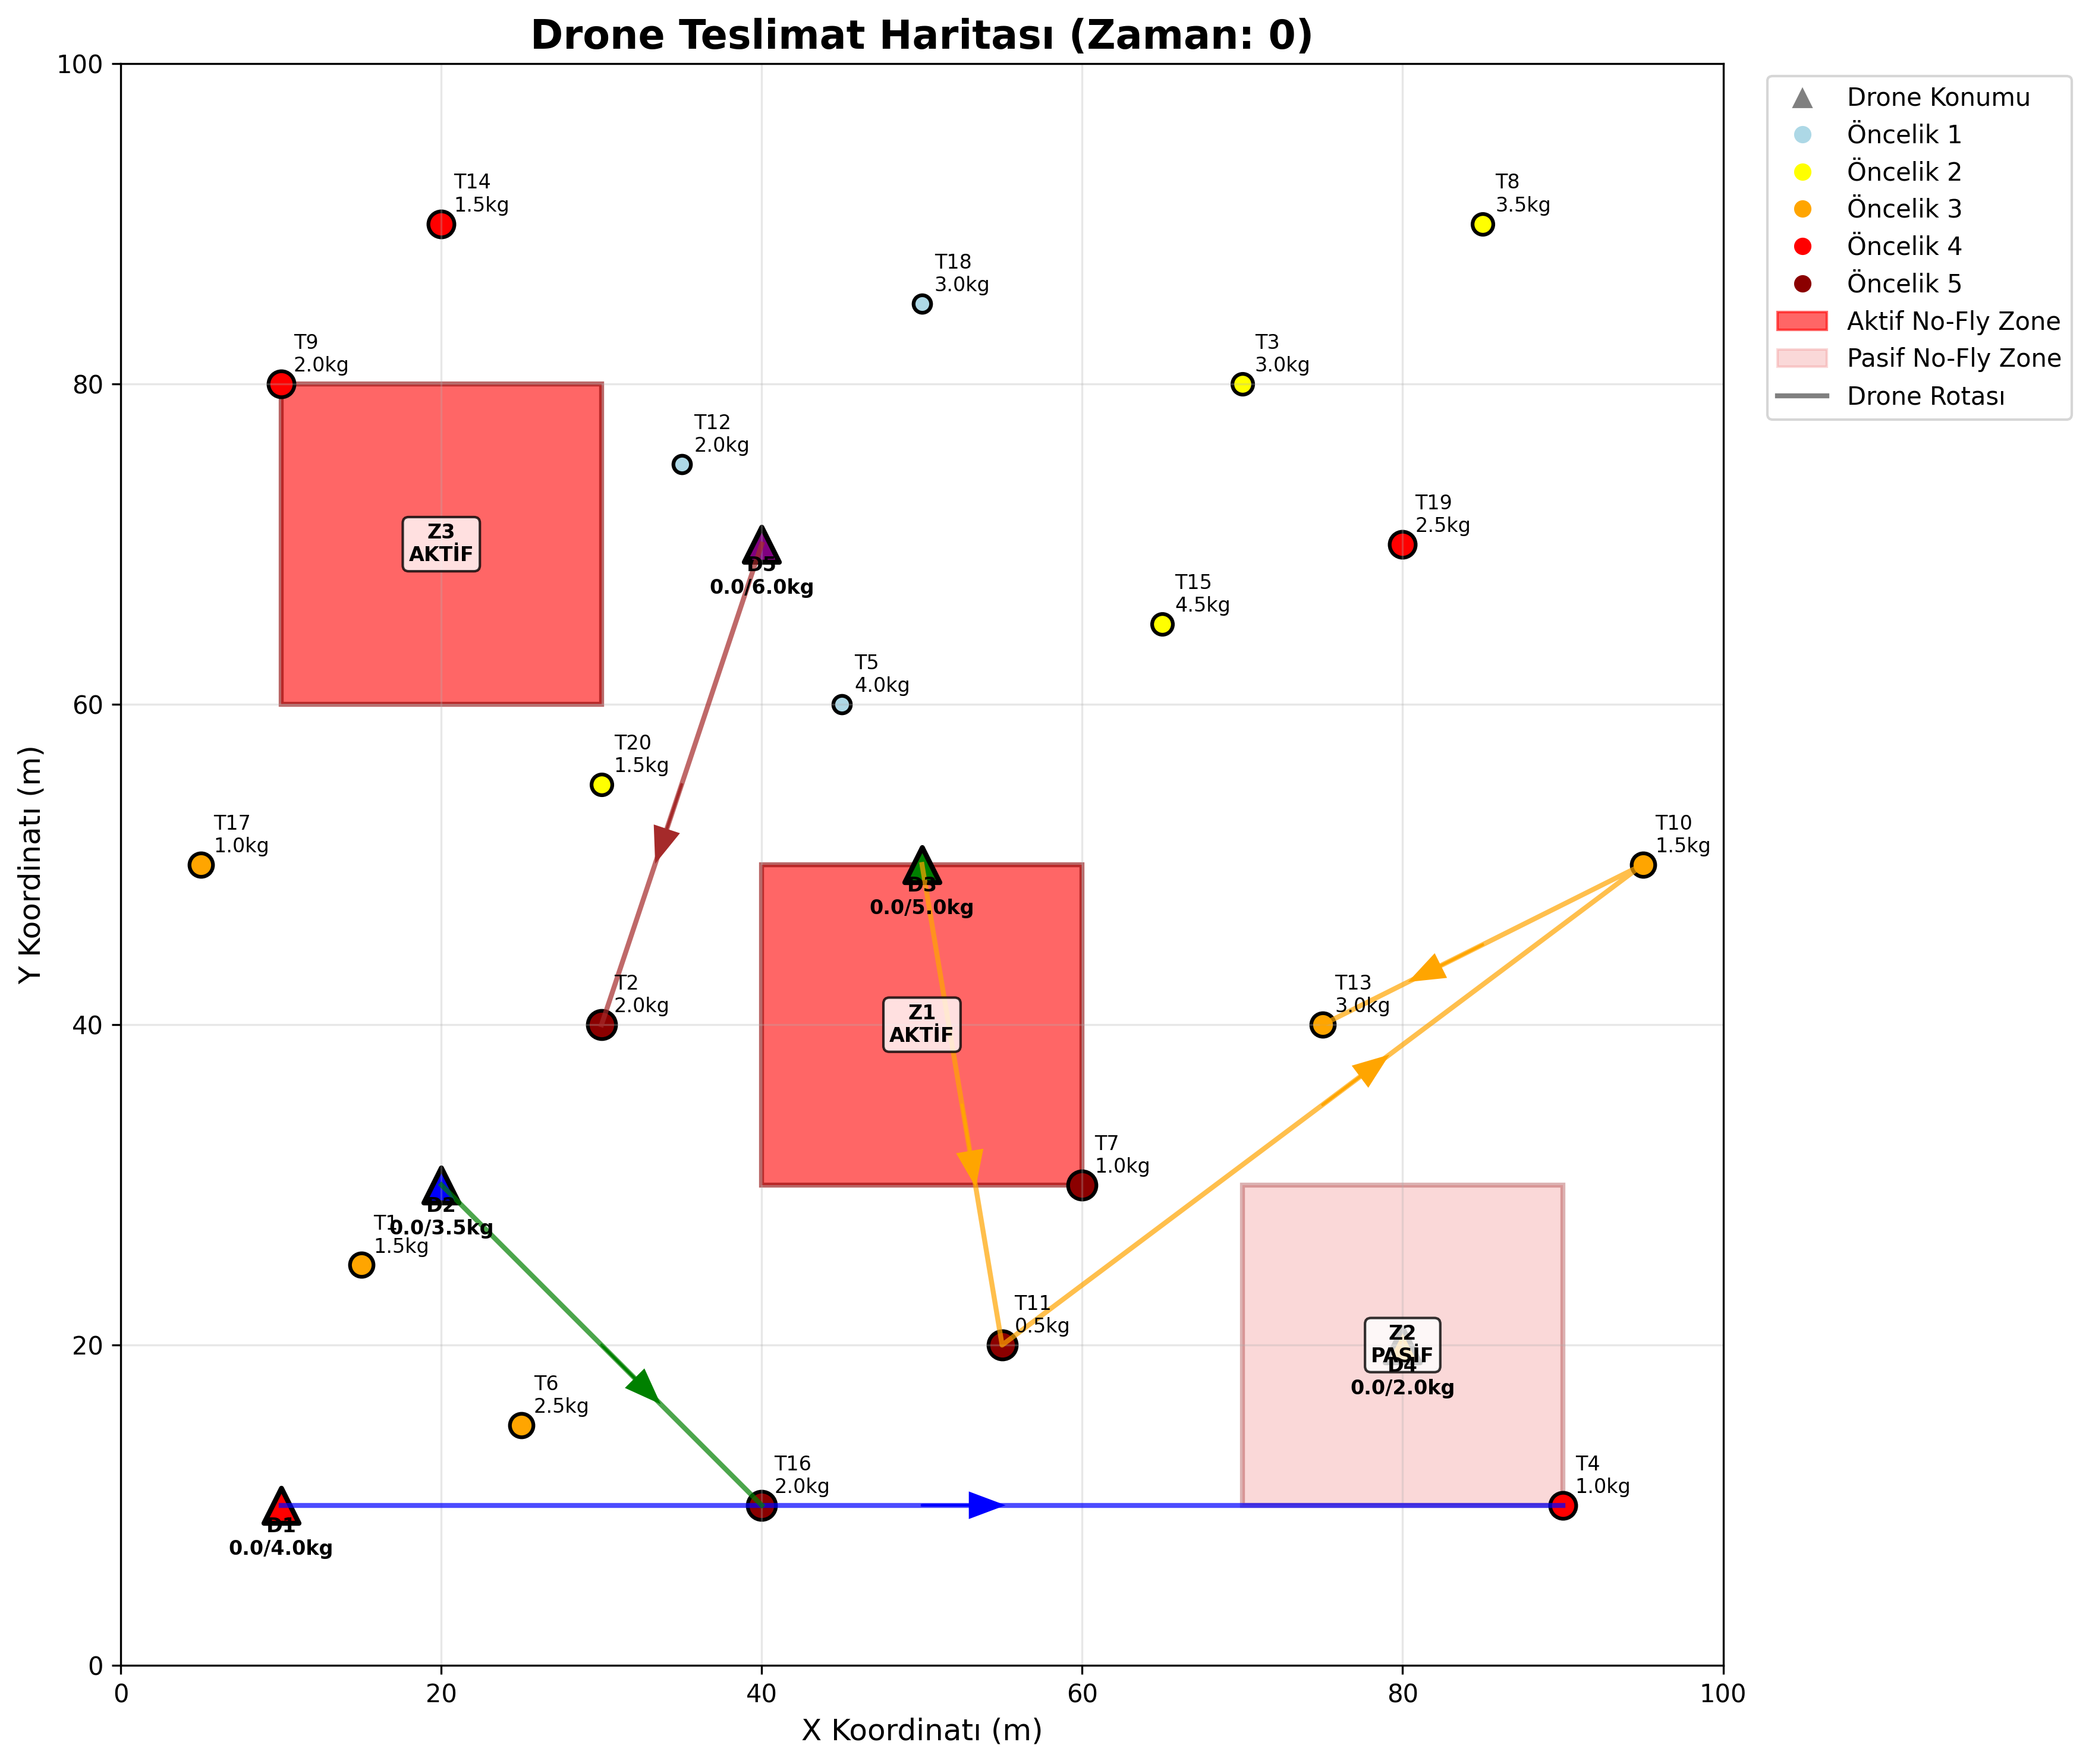 Drone Teslimat Haritası (Zaman: 0)
Drone Konumu
Öncelik 1
Öncelik 2
Öncelik 3
Öncelik 4
Öncelik 5
Aktif No-Fly Zone
Pasif No-Fly Zone
Drone Rotası
Y Koordinatı (m)
100
80
60
40
20
0
T14
1.5kg
T8
3.5kg
T18
3.0kg
T9
2.0kg
T3
3.0kg
T12
2.0kg
Z3
AKTİF
D5
0.0/6.0kg
T19
2.5kg
T15
4.5kg
T5
4.0kg
T20
1.5kg
T17
1.0kg
T10
1.5kg
D3
0.0/5.0kg
T2
2.0kg
Z1
AKTİF
T13
3.0kg
T7
1.0kg
D2
0.0/3.5kg
T1
1.5kg
T11
0.5kg
Z2
PASİF
D4
0.0/2.0kg
T6
2.5kg
T16
2.0kg
T4
1.0kg
D1
0.0/4.0kg
0
20
40
60
80
100
X Koordinatı (m)